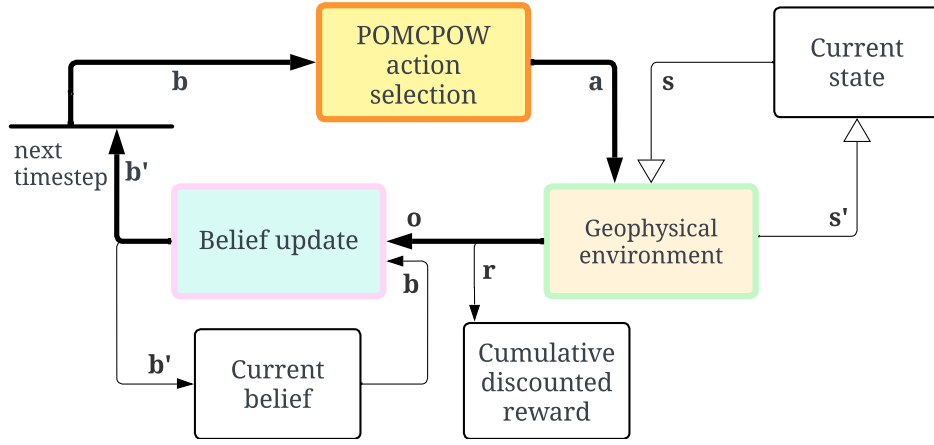 POMCPOW
action
selection
Current
state
b
a
s
next
timestep
b'
Belief update
o
Geophysical
environment
s'
b
r
b'
Current
belief
Cumulative
discounted
reward